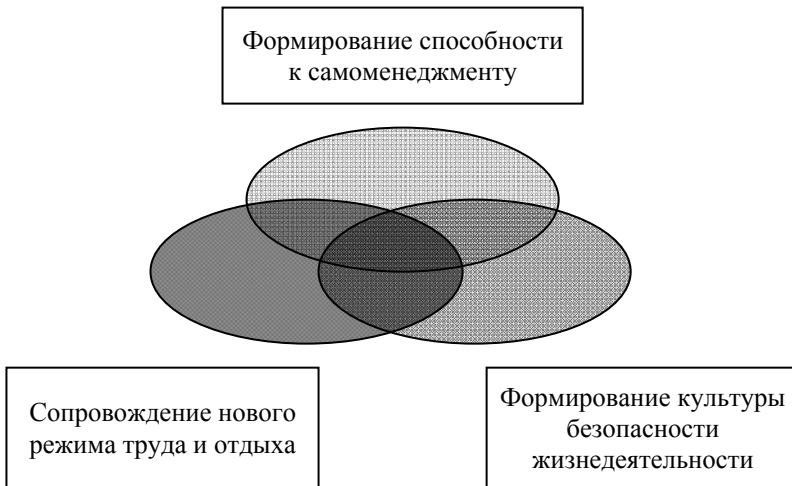 Формирование способности
к самоменеджменту
Сопровождение нового
режима труда и отдыха
Формирование культуры
безопасности
жизнедеятельности